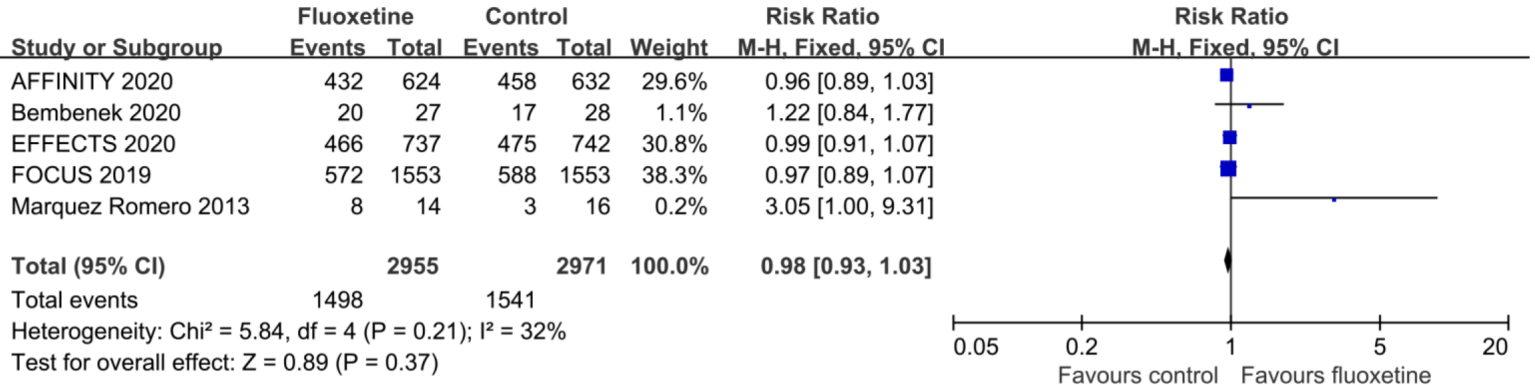 Fluoxetine Control Risk Ratio Risk Ratio
Study or Subgroup Events Total Events Total Weight M-H, Fixed, 95% CI M-H, Fixed, 95% CI
AFFINITY 2020 432 624 458 632 29.6% 0.96 [0.89, 1.03]
Bembenek 2020 20 27 17 28 1.1% 1.22 [0.84, 1.77]
EFFECTS 2020 466 737 475 742 30.8% 0.99 [0.91, 1.07]
FOCUS 2019 572 1553 588 1553 38.3% 0.97 [0.89, 1.07]
Marquez Romero 2013 8 14 3 16 0.2% 3.05 [1.00, 9.31]
Total (95% CI) 2955 2971 100.0% 0.98 [0.93, 1.03]
Total events 1498 1541
Heterogeneity: Chi² = 5.84, df = 4 (P = 0.21); I² = 32%
Test for overall effect: Z = 0.89 (P = 0.37)
0.05 0.2 1 5 20
Favours control Favours fluoxetine